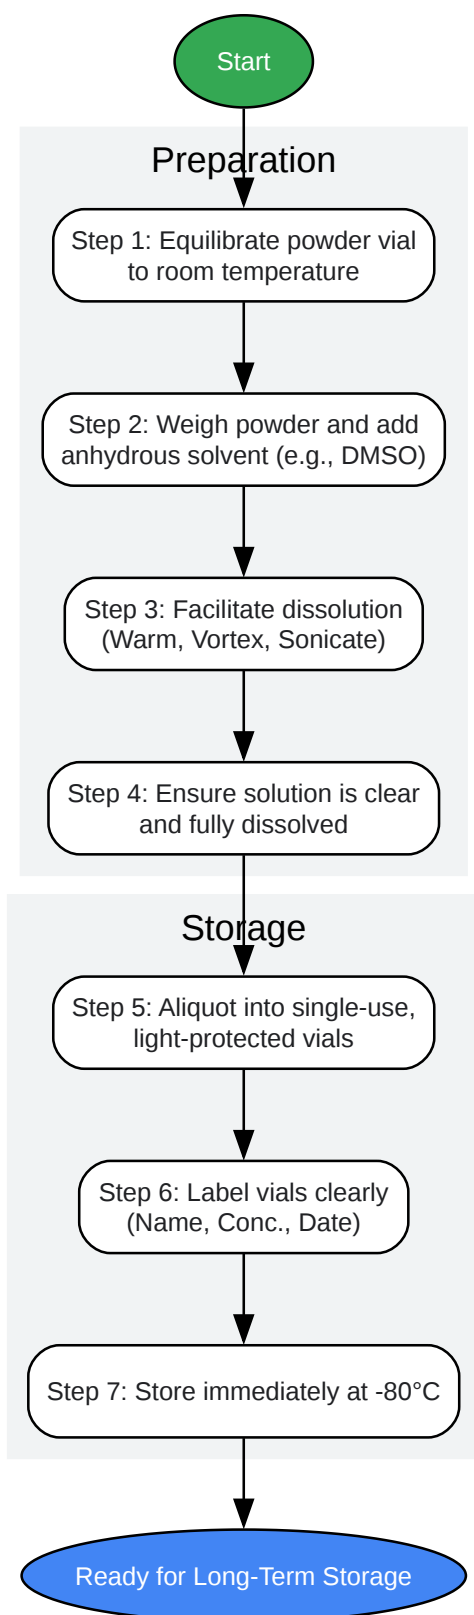 Start
Preparation
Step 1: Equilibrate powder vial
to room temperature
Step 2: Weigh powder and add
anhydrous solvent (e.g., DMSO)
Step 3: Facilitate dissolution
(Warm, Vortex, Sonicate)
Step 4: Ensure solution is clear
and fully dissolved
Storage
Step 5: Aliquot into single-use,
light-protected vials
Step 6: Label vials clearly
(Name, Conc., Date)
Step 7: Store immediately at -80°C
Ready for Long-Term Storage